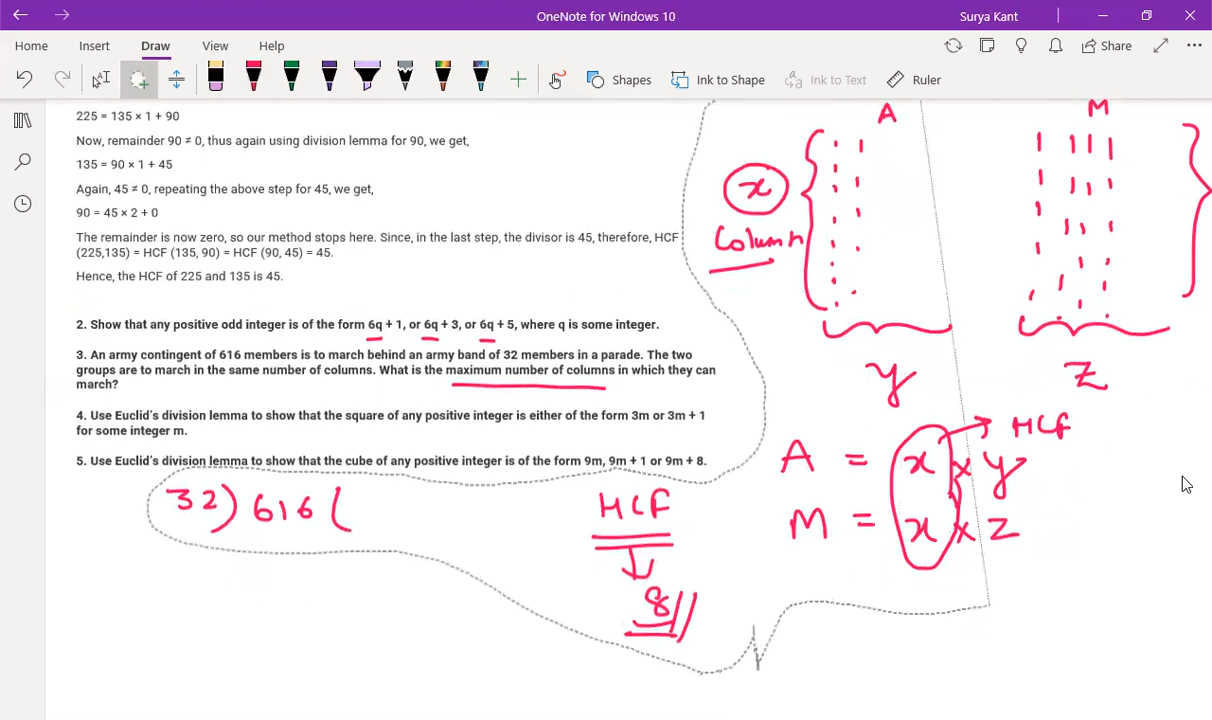 OneNote for Windows 10
Surya Kant
Home Insert Draw View Help
Share
Shapes
Ink to Shape
Ink to Text
Ruler
225 = 135 × 1 + 90
Now, remainder 90 ≠ 0, thus again using division lemma for 90, we get,
135 = 90 × 1 + 45
Again, 45 ≠ 0, repeating the above step for 45, we get,
90 = 45 × 2 + 0
The remainder is now zero, so our method stops here. Since, in the last step, the divisor is 45, therefore, HCF
(225,135) = HCF (135, 90) = HCF (90, 45) = 45.
Hence, the HCF of 225 and 135 is 45.
2. Show that any positive odd integer is of the form 6q + 1, or 6q + 3, or 6q + 5, where q is some integer.
3. An army contingent of 616 members is to march behind an army band of 32 members in a parade. The two
groups are to march in the same number of columns. What is the maximum number of columns in which they can
march?
4. Use Euclid's division lemma to show that the square of any positive integer is either of the form 3m or 3m + 1
for some integer m.
5. Use Euclid's division lemma to show that the cube of any positive integer is of the form 9m, 9m + 1 or 9m + 8.
32) 616 (
HCF
8
A
M
x
Column
y
z
HCF
A = x × y
M = x × z